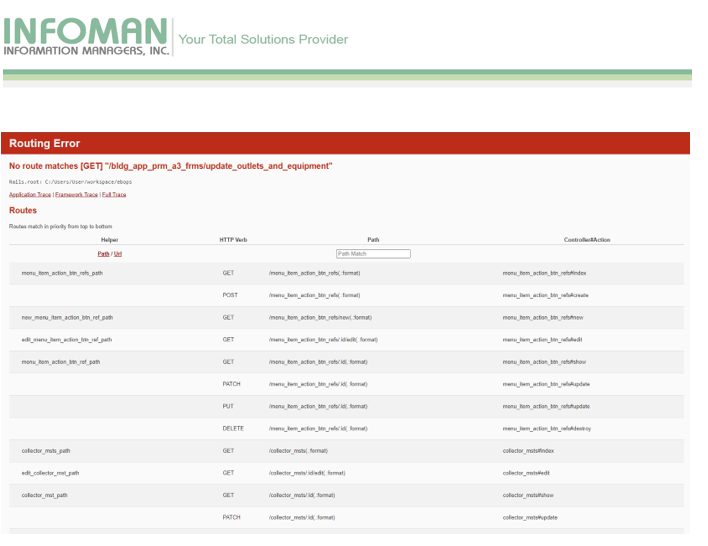 INFOMAN
INFORMATION MANAGERS, INC.
Your Total Solutions Provider
Routing Error
No route matches [GET] "/bldg_app_prm_a3_frms/update_outlets_and_equipment"
Rails.root: C:/Users/User/workspace/ebops
Application Trace | Framework Trace | Full Trace
Routes
Routes match in priority from top to bottom
Helper HTTP Verb Path Controller#Action
Path / Url Path Match
menu_item_action_btn_refs_path GET /menu_item_action_btn_refs(.:format) menu_item_action_btn_refs#index
POST /menu_item_action_btn_refs(.:format) menu_item_action_btn_refs#create
new_menu_item_action_btn_ref_path GET /menu_item_action_btn_refs/new(.:format) menu_item_action_btn_refs#new
edit_menu_item_action_btn_ref_path GET /menu_item_action_btn_refs/:id/edit(.:format) menu_item_action_btn_refs#edit
menu_item_action_btn_ref_path GET /menu_item_action_btn_refs/:id(.:format) menu_item_action_btn_refs#show
PATCH /menu_item_action_btn_refs/:id(.:format) menu_item_action_btn_refs#update
PUT /menu_item_action_btn_refs/:id(.:format) menu_item_action_btn_refs#update
DELETE /menu_item_action_btn_refs/:id(.:format) menu_item_action_btn_refs#destroy
collector_msts_path GET /collector_msts(.:format) collector_msts#index
edit_collector_mst_path GET /collector_msts/:id/edit(.:format) collector_msts#edit
collector_mst_path GET /collector_msts/:id(.:format) collector_msts#show
PATCH /collector_msts/:id(.:format) collector_msts#update